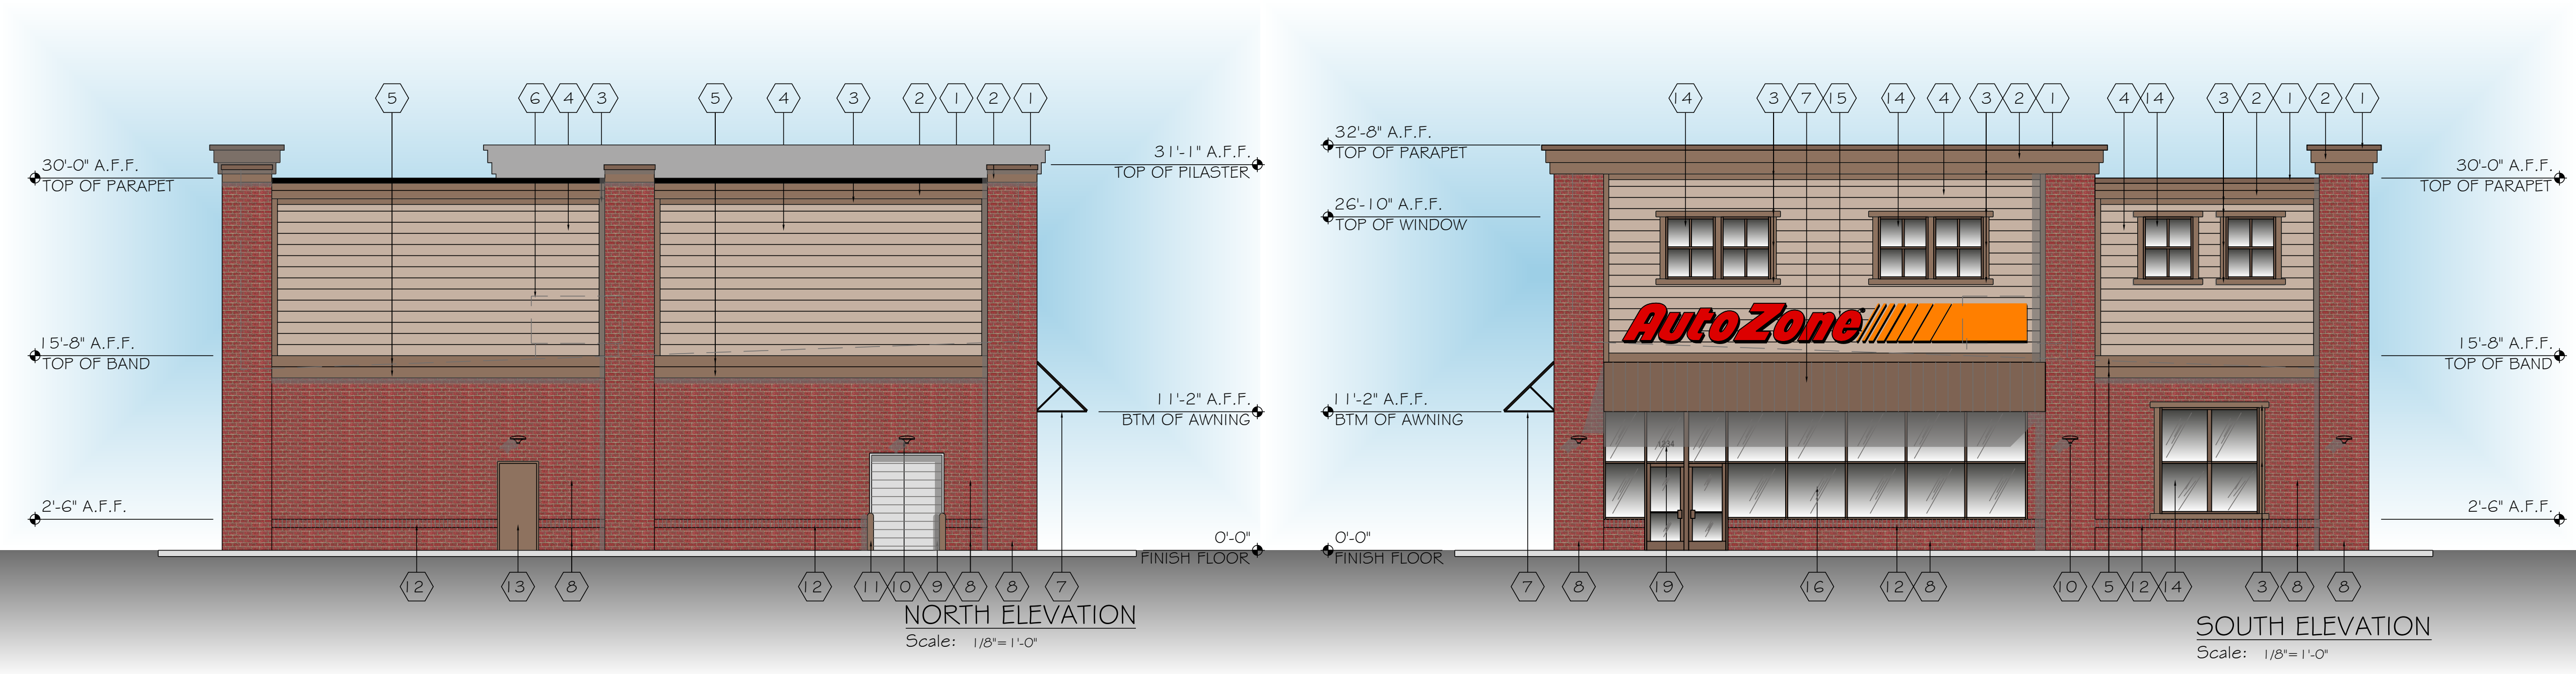 5 6 4 3 5 4 3 2 1 2 1
30'-0" A.F.F.
TOP OF PARAPET
31'-1" A.F.F.
TOP OF PILASTER
15'-8" A.F.F.
TOP OF BAND
11'-2" A.F.F.
BTM OF AWNING
2'-6" A.F.F.
0'-0"
FINISH FLOOR
12 13 8 12 11 10 9 8 8 7
NORTH ELEVATION
Scale: 1/8"=1'-0"
14 3 7 15 14 4 3 2 1 4 14 3 2 1 2 1
32'-8" A.F.F.
TOP OF PARAPET
30'-0" A.F.F.
TOP OF PARAPET
26'-10" A.F.F.
TOP OF WINDOW
AutoZone
15'-8" A.F.F.
TOP OF BAND
11'-2" A.F.F.
BTM OF AWNING
1234
2'-6" A.F.F.
0'-0"
FINISH FLOOR
7 8 19 16 12 8 10 5 12 14 3 8 8
SOUTH ELEVATION
Scale: 1/8"=1'-0"